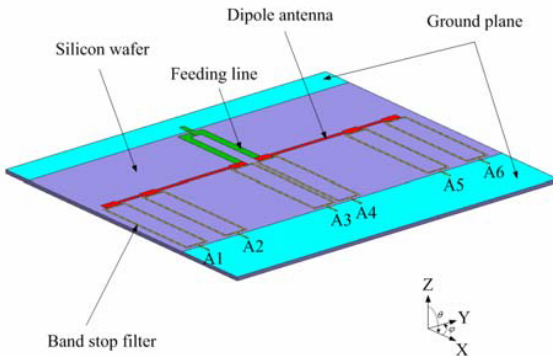 Dipole antenna
Ground plane
Silicon wafer
Feeding line
A6
A5
A4
A3
A2
A1
Band stop filter
Z
θ
Y
φ
X